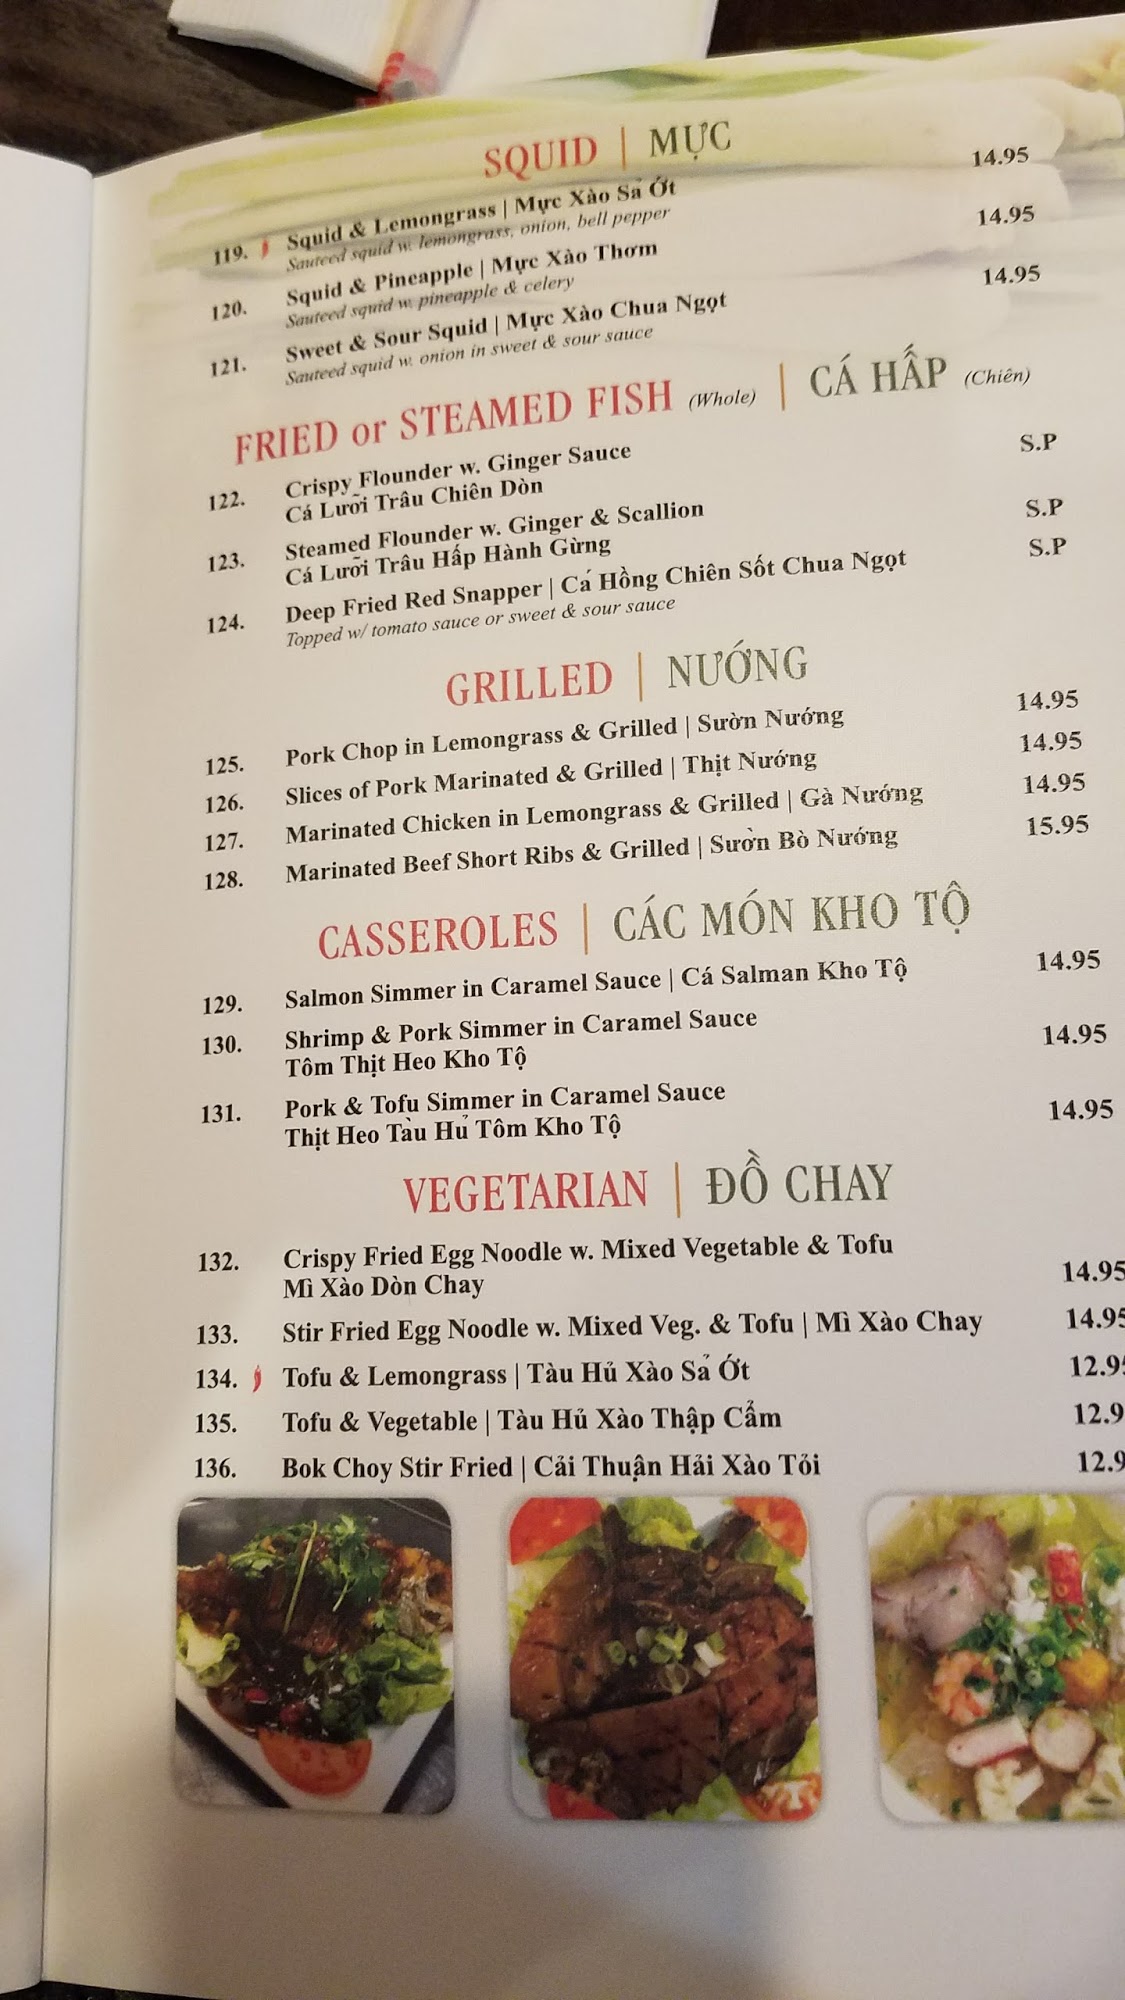 SQUID | MỰC
119. Squid & Lemongrass | Mực Xào Sả Ớt 14.95
Sauteed squid w. lemongrass, onion, bell pepper
120. Squid & Pineapple | Mực Xào Thơm 14.95
Sauteed squid w. pineapple & celery
121. Sweet & Sour Squid | Mực Xào Chua Ngọt 14.95
Sauteed squid w. onion in sweet & sour sauce
FRIED or STEAMED FISH (Whole) | CÁ HẤP (Chiên)
122. Crispy Flounder w. Ginger Sauce S.P
Cá Lưỡi Trâu Chiên Dòn
123. Steamed Flounder w. Ginger & Scallion S.P
Cá Lưỡi Trâu Hấp Hành Gừng
124. Deep Fried Red Snapper | Cá Hồng Chiên Sốt Chua Ngọt S.P
Topped w/ tomato sauce or sweet & sour sauce
GRILLED | NƯỚNG
125. Pork Chop in Lemongrass & Grilled | Sườn Nướng 14.95
126. Slices of Pork Marinated & Grilled | Thịt Nướng 14.95
127. Marinated Chicken in Lemongrass & Grilled | Gà Nướng 14.95
128. Marinated Beef Short Ribs & Grilled | Sườn Bò Nướng 15.95
CASSEROLES | CÁC MÓN KHO TỘ
129. Salmon Simmer in Caramel Sauce | Cá Salman Kho Tộ 14.95
130. Shrimp & Pork Simmer in Caramel Sauce 14.95
Tôm Thịt Heo Kho Tộ
131. Pork & Tofu Simmer in Caramel Sauce 14.95
Thịt Heo Tàu Hủ Tôm Kho Tộ
VEGETARIAN | ĐỒ CHAY
132. Crispy Fried Egg Noodle w. Mixed Vegetable & Tofu
Mì Xào Dòn Chay 14.95
133. Stir Fried Egg Noodle w. Mixed Veg. & Tofu | Mì Xào Chay 14.95
134. Tofu & Lemongrass | Tàu Hủ Xào Sả Ớt 12.95
135. Tofu & Vegetable | Tàu Hủ Xào Thập Cẩm 12.9
136. Bok Choy Stir Fried | Cải Thuận Hải Xào Tỏi 12.9